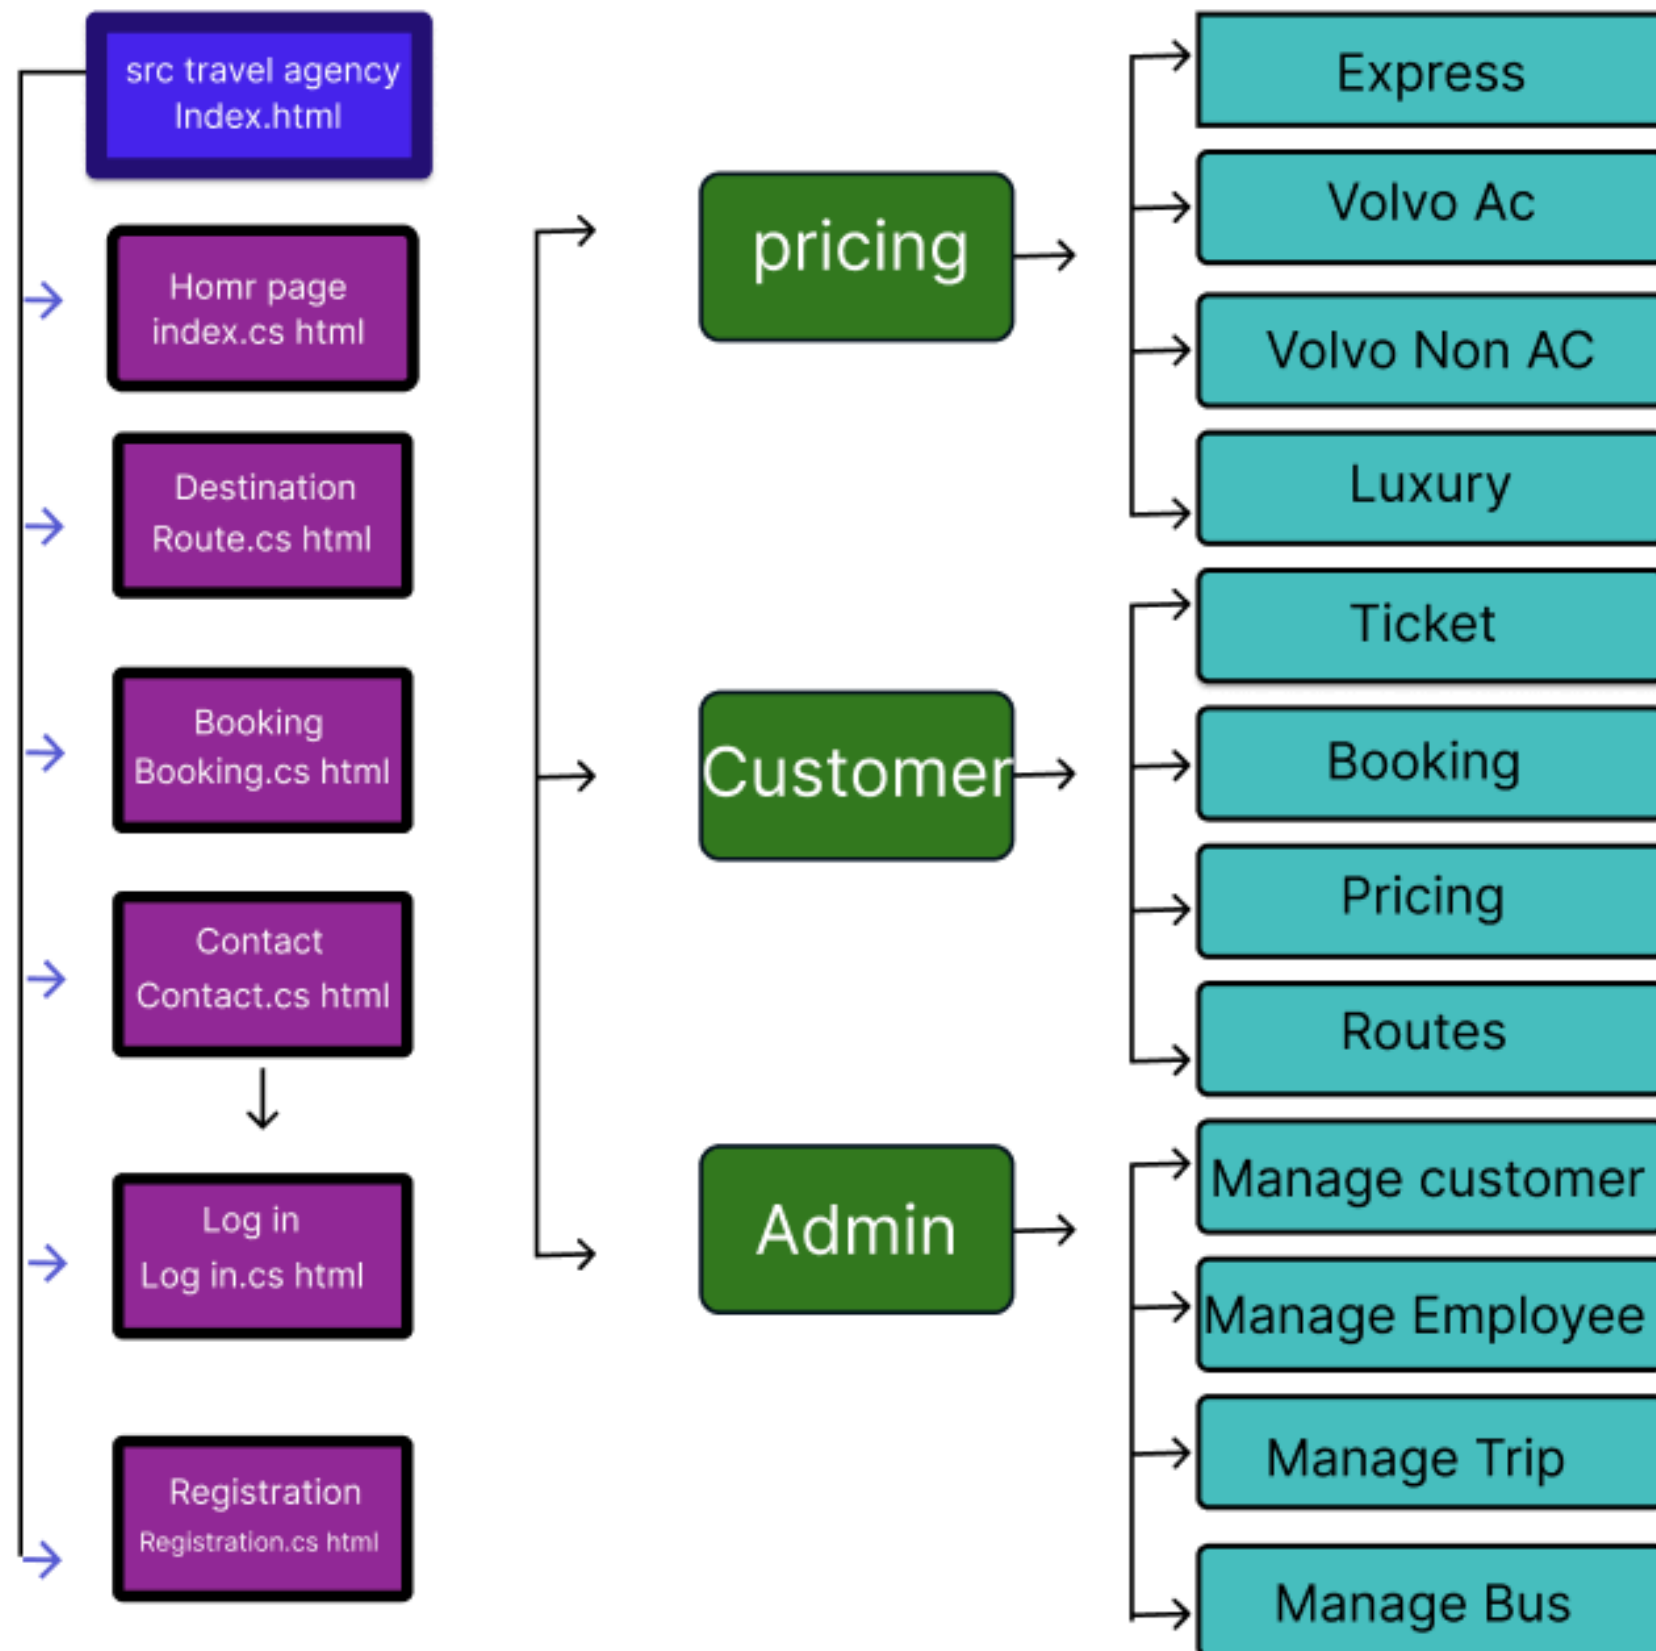 src travel agency
Index.html
Homr page
index.cs html
Destination
Route.cs html
Booking
Booking.cs html
Contact
Contact.cs html
Log in
Log in.cs html
Registration
Registration.cs html
pricing
Customer
Admin
Express
Volvo Ac
Volvo Non AC
Luxury
Ticket
Booking
Pricing
Routes
Manage customer
Manage Employee
Manage Trip
Manage Bus